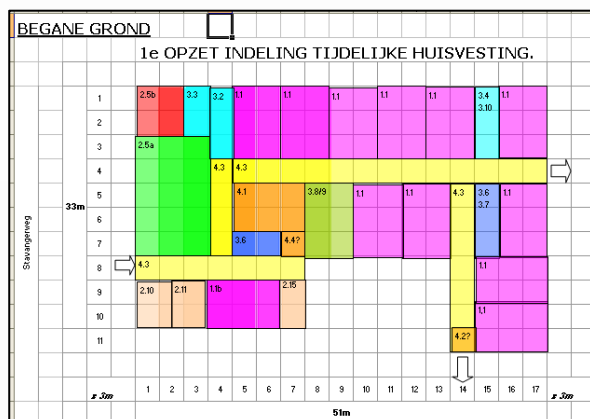 BEGANE GROND
1e OPZET INDELING TIJDELIJKE HUISVESTING.
1 2.5b 3.3 3.2 1.1 1.1 1.1 1.1 1.1 3.4 1.1
2 3.10
3 2.5a
4 4.3 4.3
5 4.1 3.8/9 1.1 1.1 4.3 3.6 1.1
33m 6 3.7
Stavangerweg
7 3.6 4.4?
8 4.3 1.1
9 2.10 2.11 1.1b 2.15
10 1.1
11 4.2?
x 3m 1 2 3 4 5 6 7 8 9 10 11 12 13 14 15 16 17 x 3m
51m